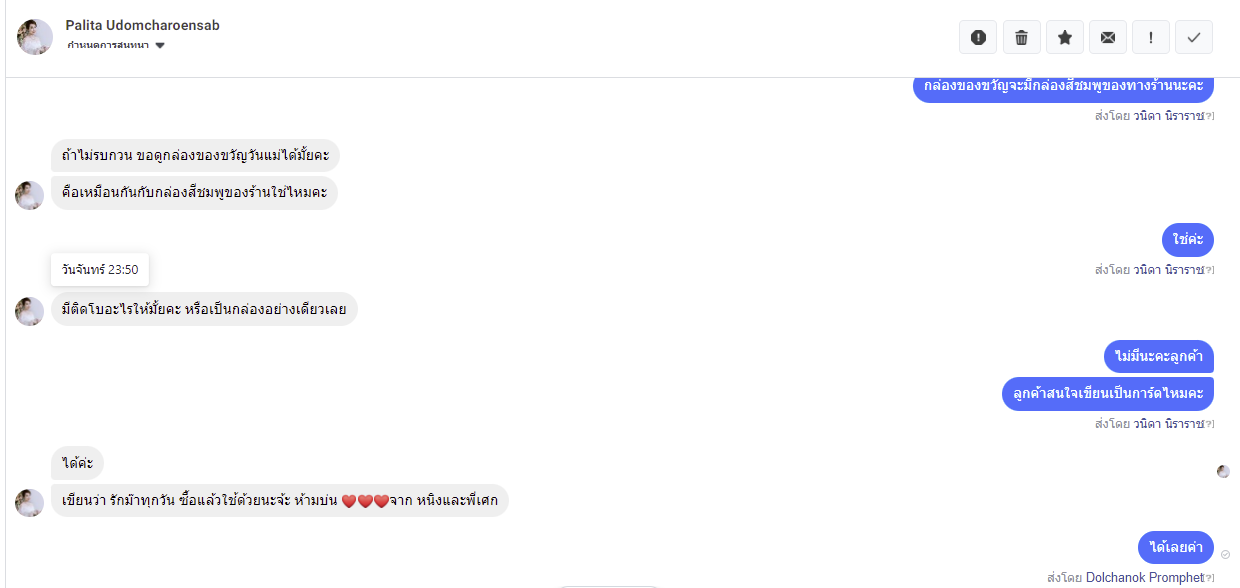 Palita Udomcharoensab
กำหนดการสนทนา
กล่องของขวัญจะมีกล่องสีชมพูของทางร้านนะคะ
ส่งโดย วนิดา นิราราช[?]
ถ้าไม่รบกวน ขอดูกล่องของขวัญวันแม่ได้มั้ยคะ
คือเหมือนกันกับกล่องสีชมพูของร้านใช่ไหมคะ
ใช่ค่ะ
ส่งโดย วนิดา นิราราช[?]
วันจันทร์ 23:50
มีติดโบอะไรให้มั้ยคะ หรือเป็นกล่องอย่างเดียวเลย
ไม่มีนะคะลูกค้า
ลูกค้าสนใจเขียนเป็นการ์ดไหมคะ
ส่งโดย วนิดา นิราราช[?]
ได้ค่ะ
เขียนว่า รักม๊าทุกวัน ซื้อแล้วใช้ด้วยนะจ้ะ ห้ามบ่น ❤️❤️❤️จาก หนิงและพี่เศก
ได้เลยค่า
ส่งโดย Dolchanok Promphet[?]